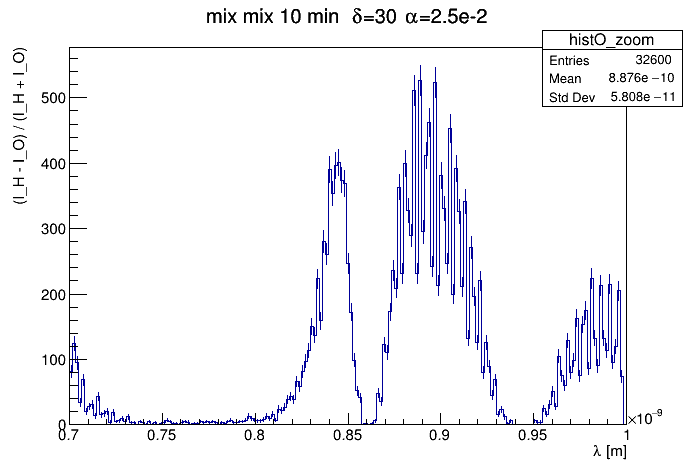 mix mix 10 min δ=30 α=2.5e-2
histO_zoom
Entries 32600
Mean 8.876e −10
Std Dev 5.808e −11
(I_H - I_O) / (I_H + I_O)
500
400
300
200
100
0
0.7 0.75 0.8 0.85 0.9 0.95 1
×10⁻⁹
λ [m]